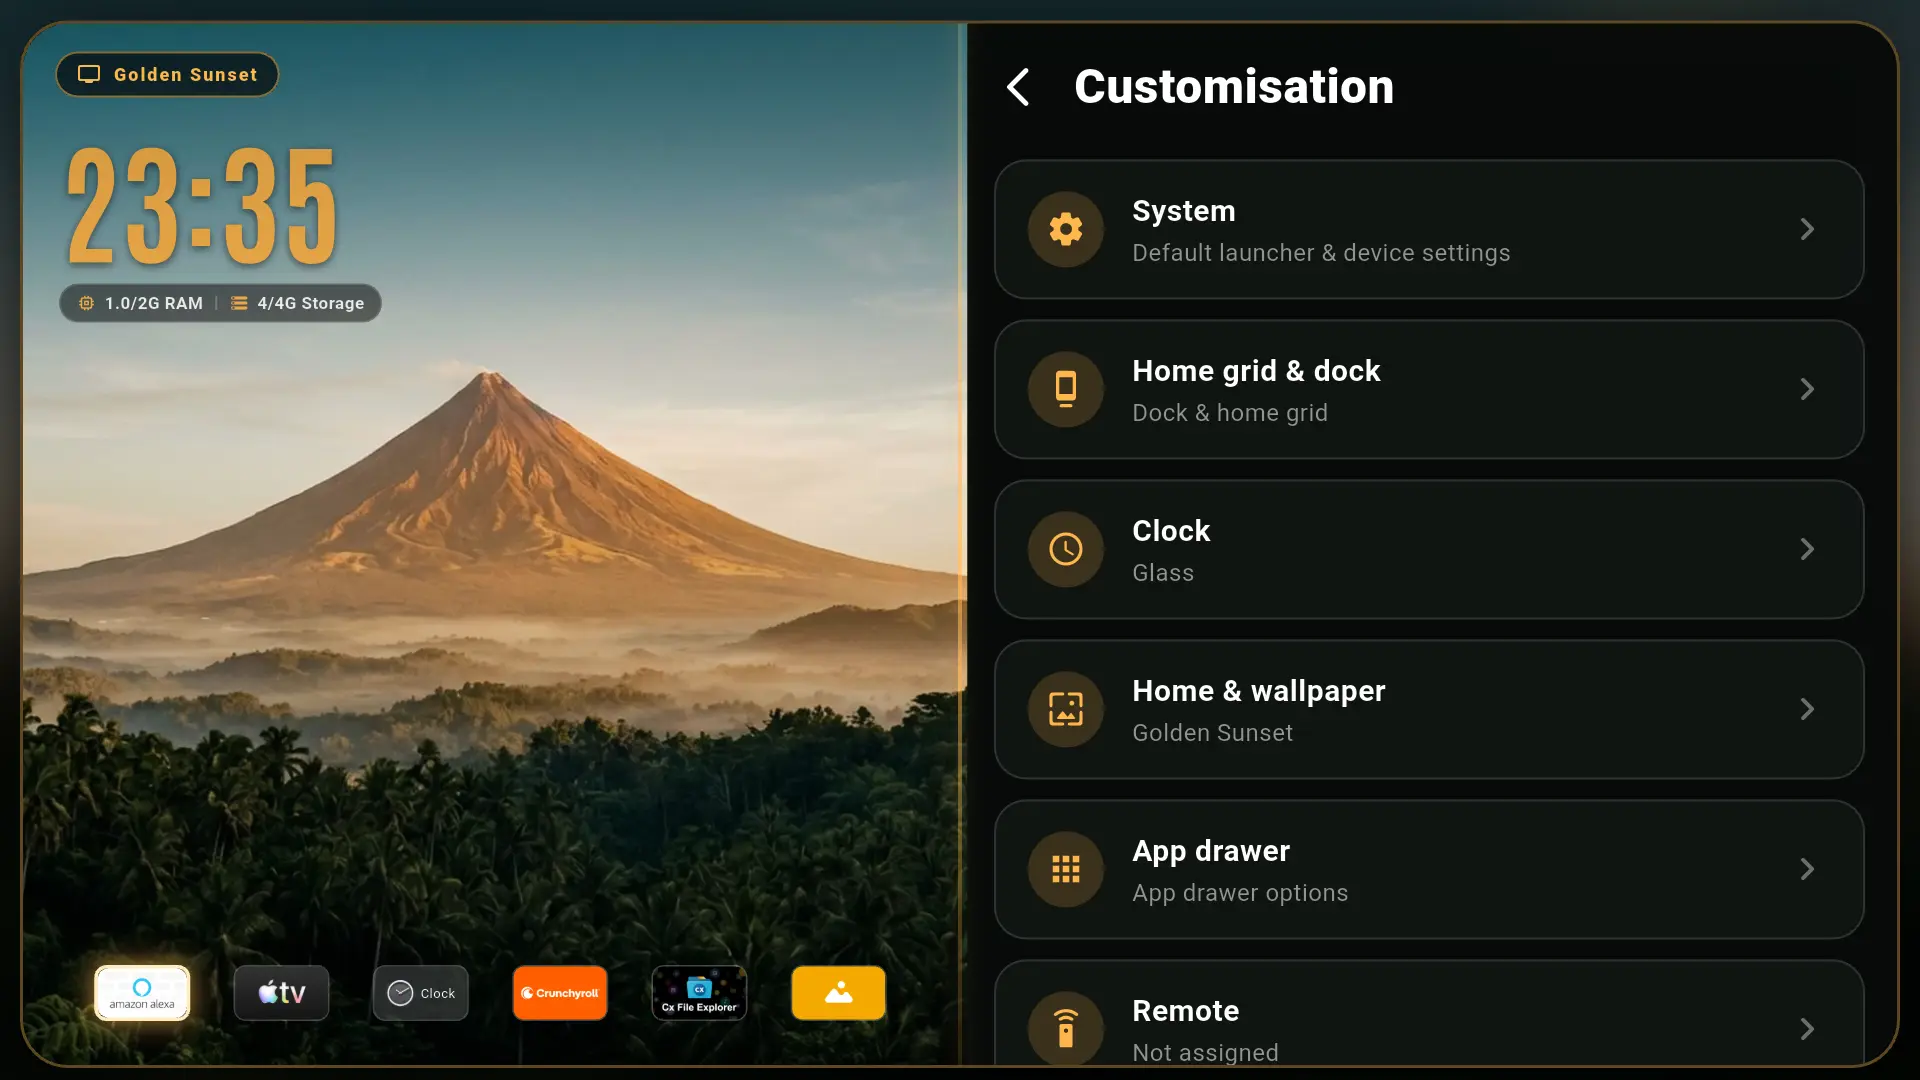 Golden Sunset
23:35
1.0/2G RAM | 4/4G Storage
amazon alexa
tv
Clock
Crunchyroll
CX
Cx File Explorer
Customisation
System
Default launcher & device settings
Home grid & dock
Dock & home grid
Clock
Glass
Home & wallpaper
Golden Sunset
App drawer
App drawer options
Remote
Not assigned